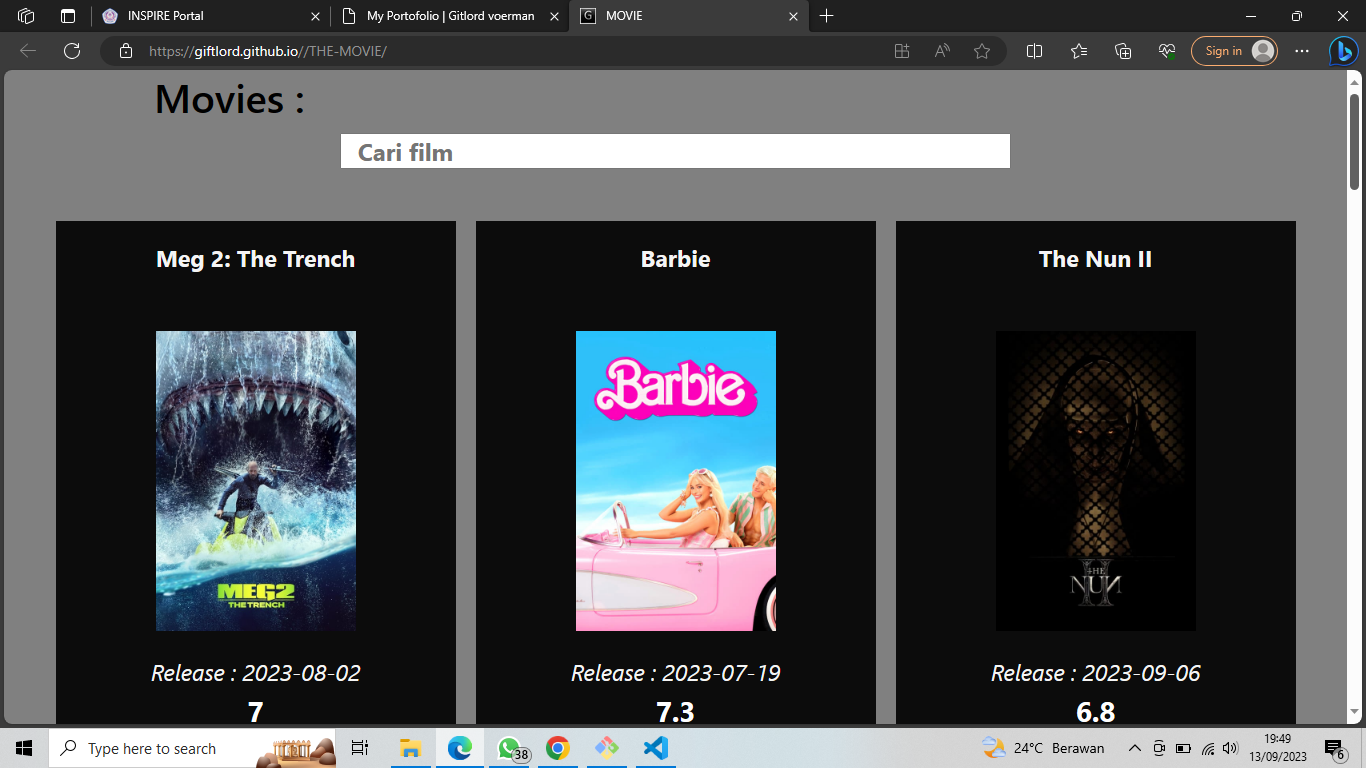 INSPIRE Portal
My Portofolio | Gitlord voerman
G
MOVIE
https://giftlord.github.io//THE-MOVIE/
Sign in
Movies :
Cari film
Meg 2: The Trench
Barbie
The Nun II
Barbie
MEG2
THE TRENCH
THE
NUN
II
Release : 2023-08-02
Release : 2023-07-19
Release : 2023-09-06
7
7.3
6.8
Type here to search
38
24°C Berawan
19:49
13/09/2023
6